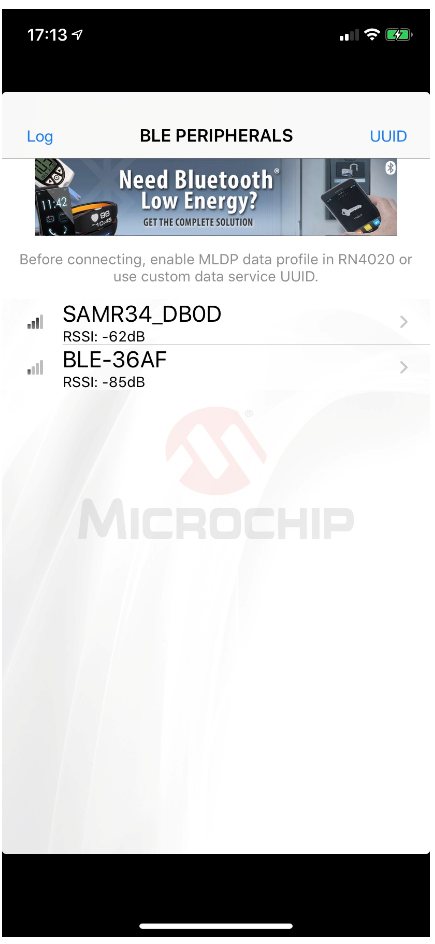 17:13
Log
BLE PERIPHERALS
UUID
11:42
Need Bluetooth®
Low Energy?
GET THE COMPLETE SOLUTION
Before connecting, enable MLDP data profile in RN4020 or
use custom data service UUID.
SAMR34_DB0D
RSSI: -62dB
BLE-36AF
RSSI: -85dB
MICROCHIP